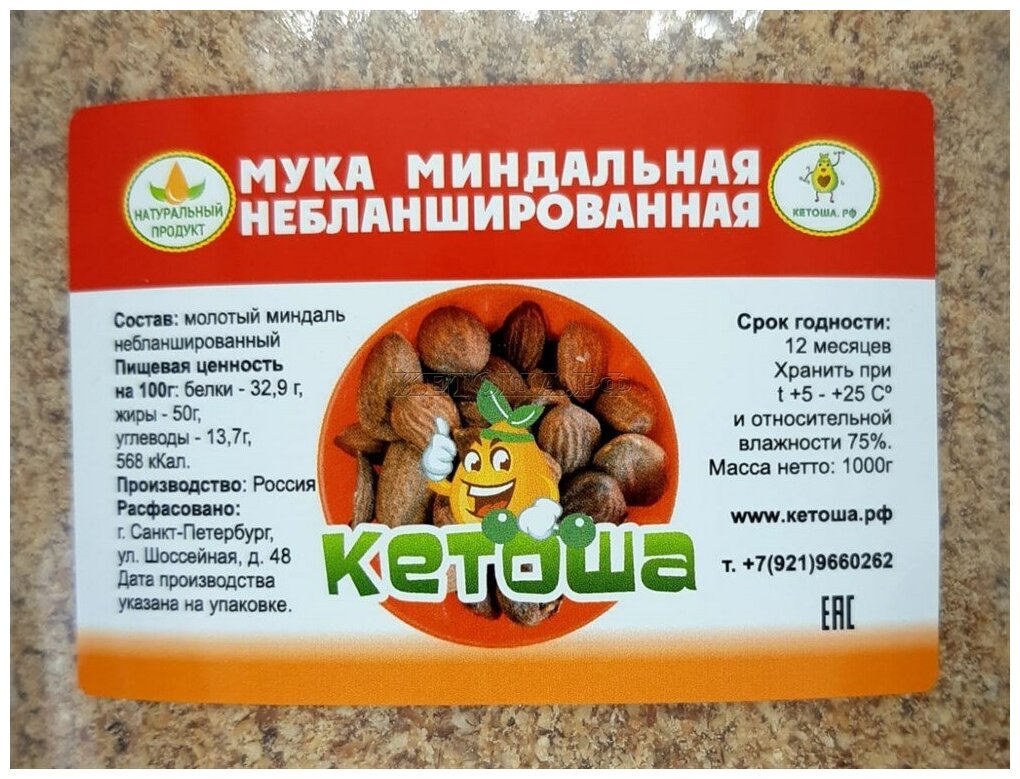 МУКА МИНДАЛЬНАЯ
НЕБЛАНШИРОВАННАЯ
НАТУРАЛЬНЫЙ
ПРОДУКТ
КЕТОША.РФ
Состав: молотый миндаль
небланшированный
Пищевая ценность
на 100г: белки - 32,9 г,
жиры - 50г,
углеводы - 13,7г,
568 кКал.
Производство: Россия
Расфасовано:
г. Санкт-Петербург,
ул. Шоссейная, д. 48
Дата производства
указана на упаковке.
КЕТОША.РФ
кетоша
Срок годности:
12 месяцев
Хранить при
t +5 - +25 Сº
и относительной
влажности 75%.
Масса нетто: 1000г
www.кетоша.рф
т. +7(921)9660262
ЕАС